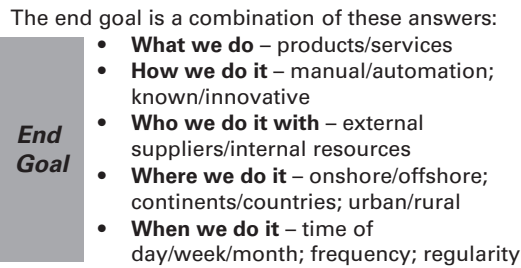 The end goal is a combination of these answers:
End
Goal
• What we do – products/services
• How we do it – manual/automation;
known/innovative
• Who we do it with – external
suppliers/internal resources
• Where we do it – onshore/offshore;
continents/countries; urban/rural
• When we do it – time of
day/week/month; frequency; regularity